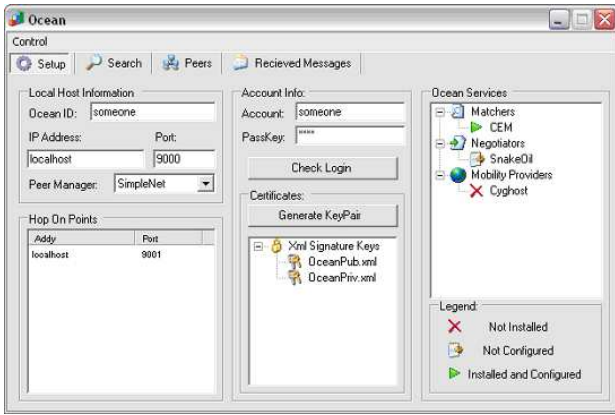 Ocean
Control
Setup Search Peers Recieved Messages
Local Host Information
Ocean ID: someone
IP Address: Port:
localhost 9000
Peer Manager: SimpleNet
Hop On Points
Addy Port
localhost 9001
Account Info:
Account: someone
PassKey: ****
Check Login
Certificates:
Generate KeyPair
Xml Signature Keys
OceanPub.xml
OceanPriv.xml
Ocean Services
Matchers
CEM
Negotiators
SnakeOil
Mobility Providers
Cyghost
Legend:
Not Installed
Not Configured
Installed and Configured